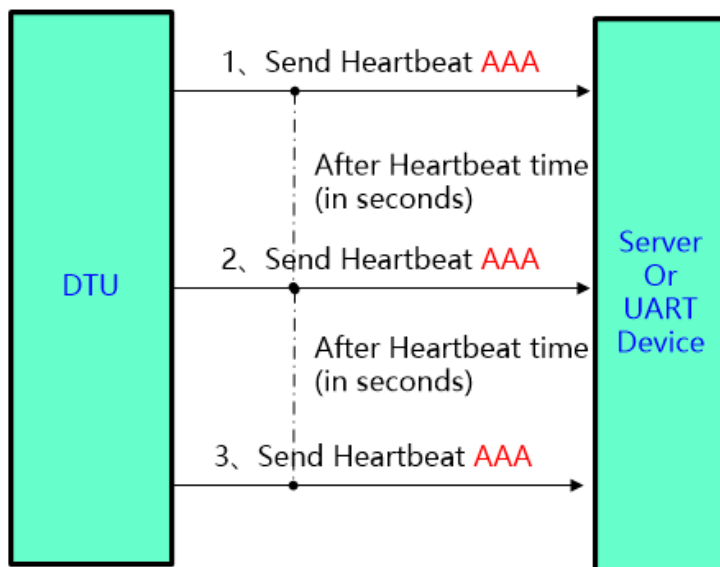 1、Send Heartbeat AAA
After Heartbeat time
(in seconds)
2、Send Heartbeat AAA
DTU
Server
Or
UART
Device
After Heartbeat time
(in seconds)
3、Send Heartbeat AAA